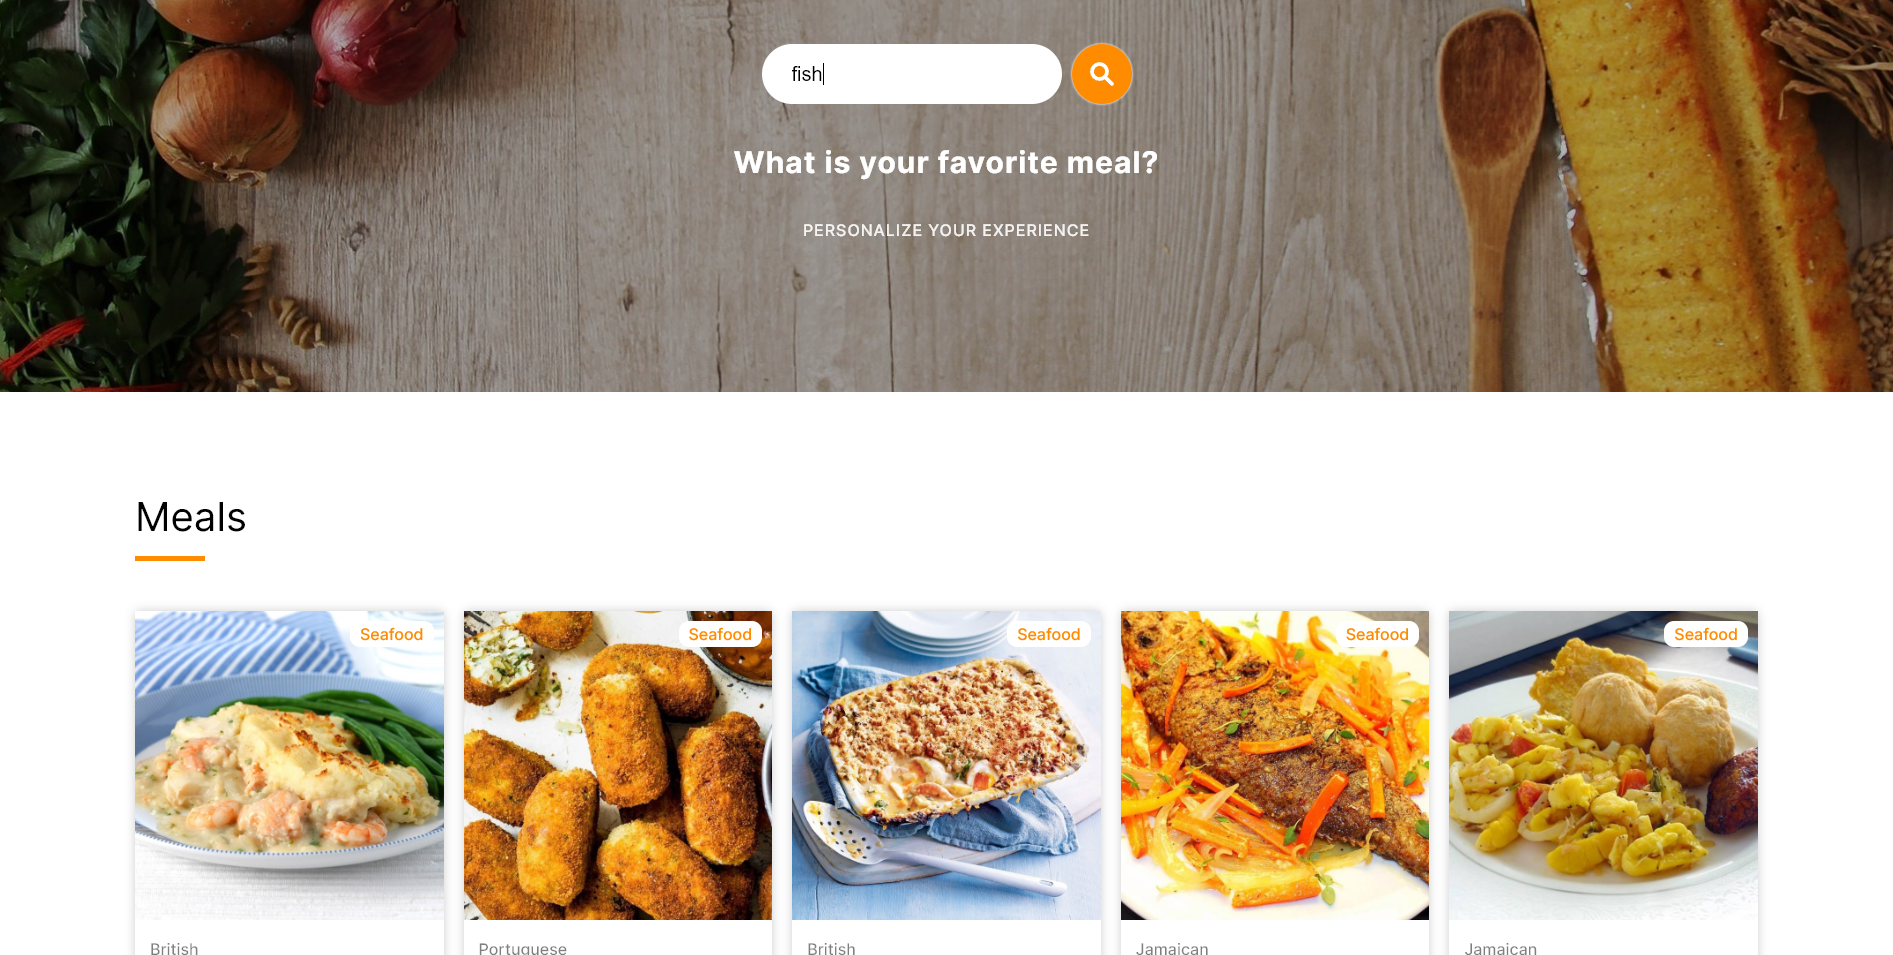 fish
What is your favorite meal?
PERSONALIZE YOUR EXPERIENCE
Meals
Seafood
Seafood
Seafood
Seafood
Seafood
British
Portuguese
British
Jamaican
Jamaican